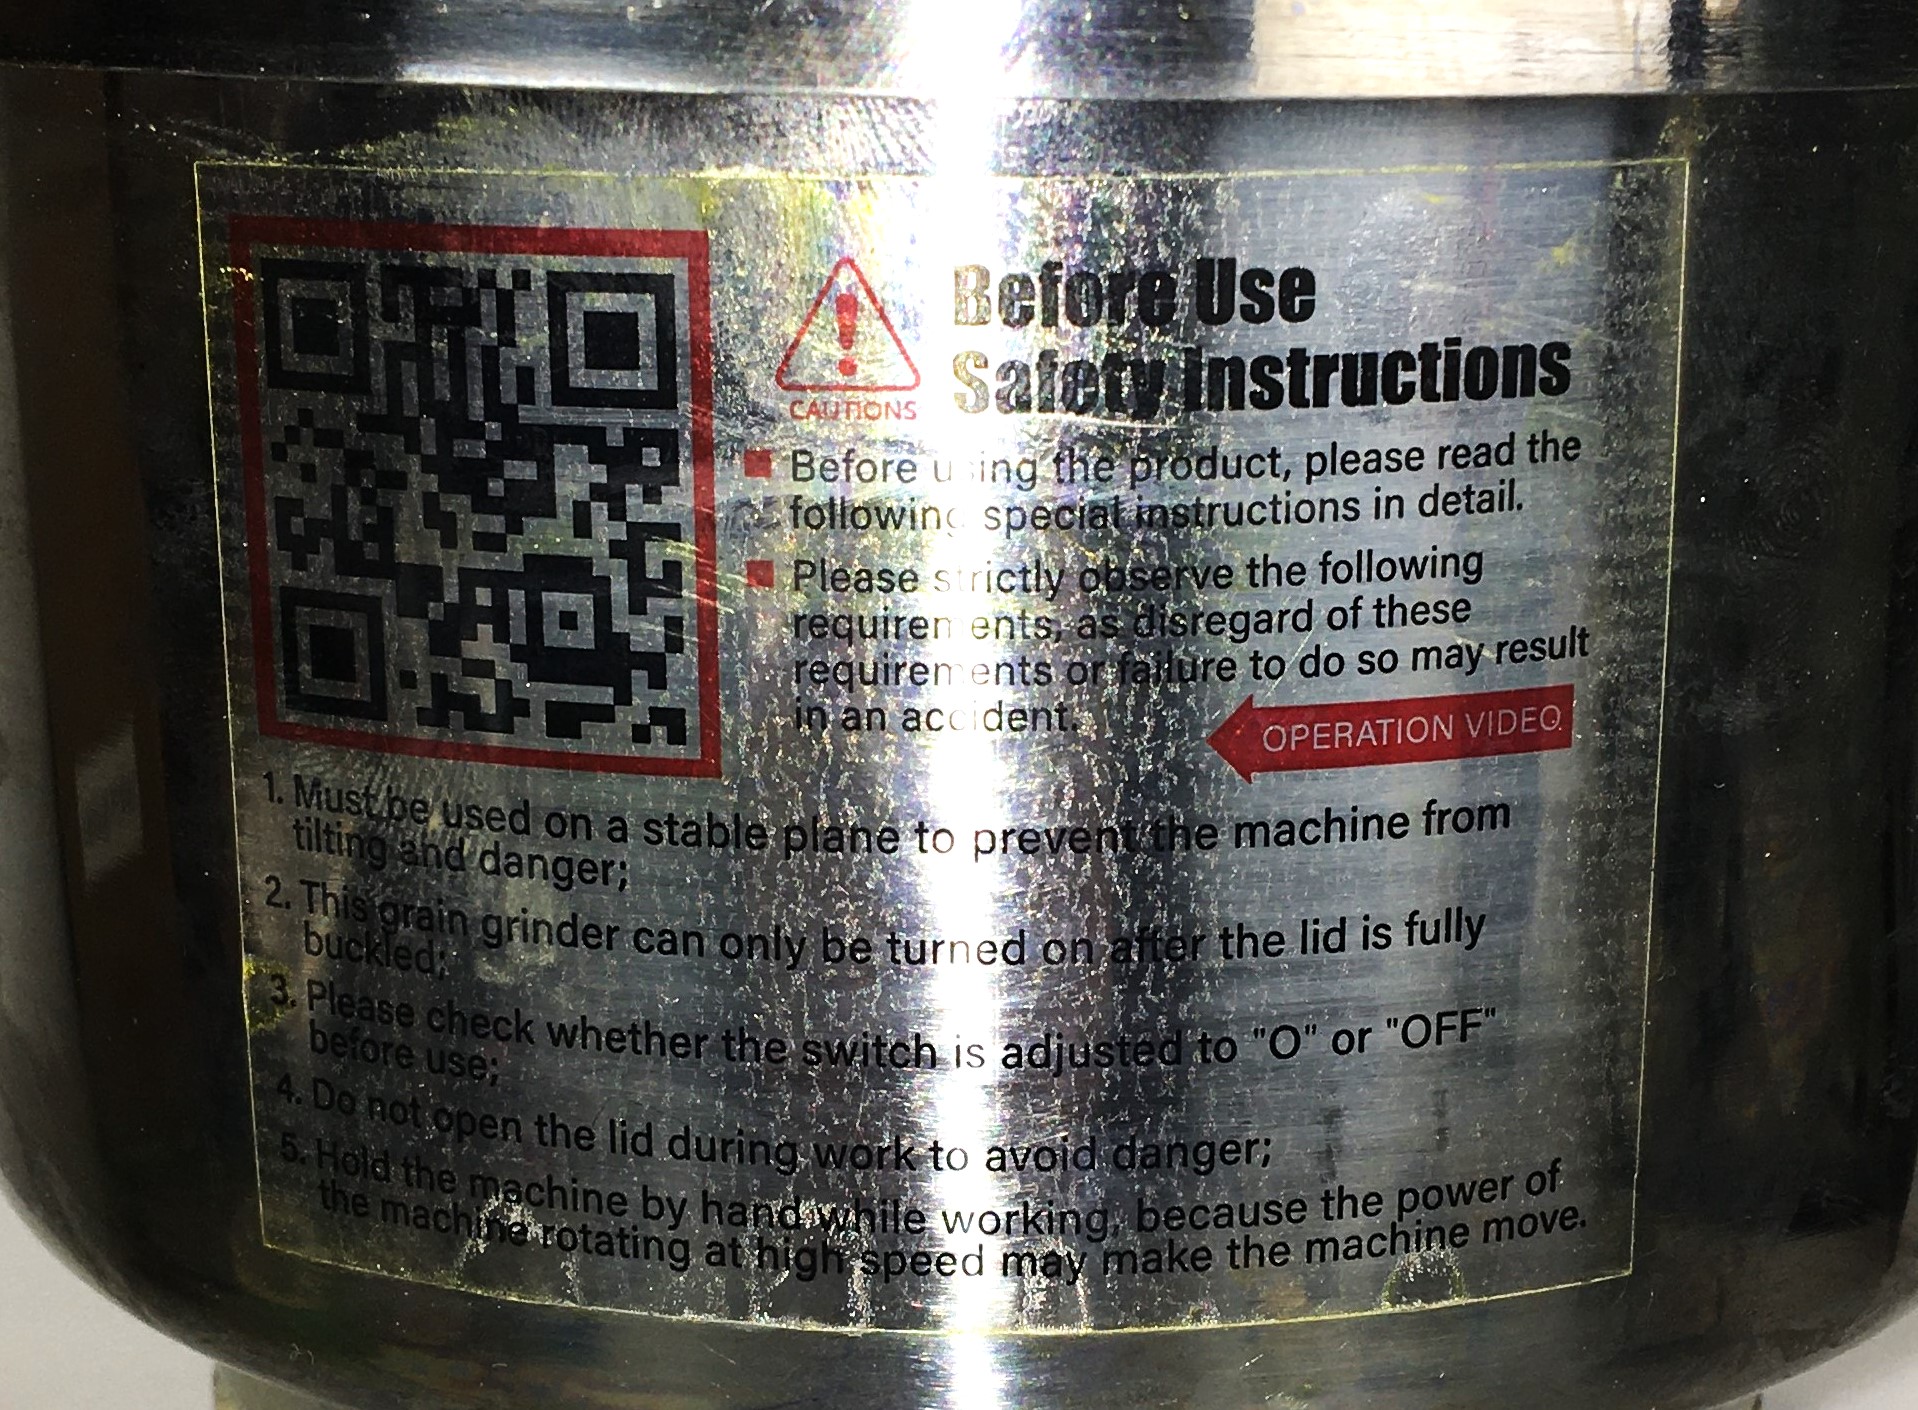 Before Use
Safety Instructions
CAUTIONS
Before using the product, please read the
following special instructions in detail.
Please strictly observe the following
requirements, as disregard of these
requirements or failure to do so may result
in an accident.
OPERATION VIDEO
1. Must be used on a stable plane to prevent the machine from
tilting and danger;
2. This grain grinder can only be turned on after the lid is fully
buckled;
3. Please check whether the switch is adjusted to "O" or "OFF"
before use;
4. Do not open the lid during work to avoid danger;
5. Hold the machine by hand while working, because the power of
the machine rotating at high speed may make the machine move.